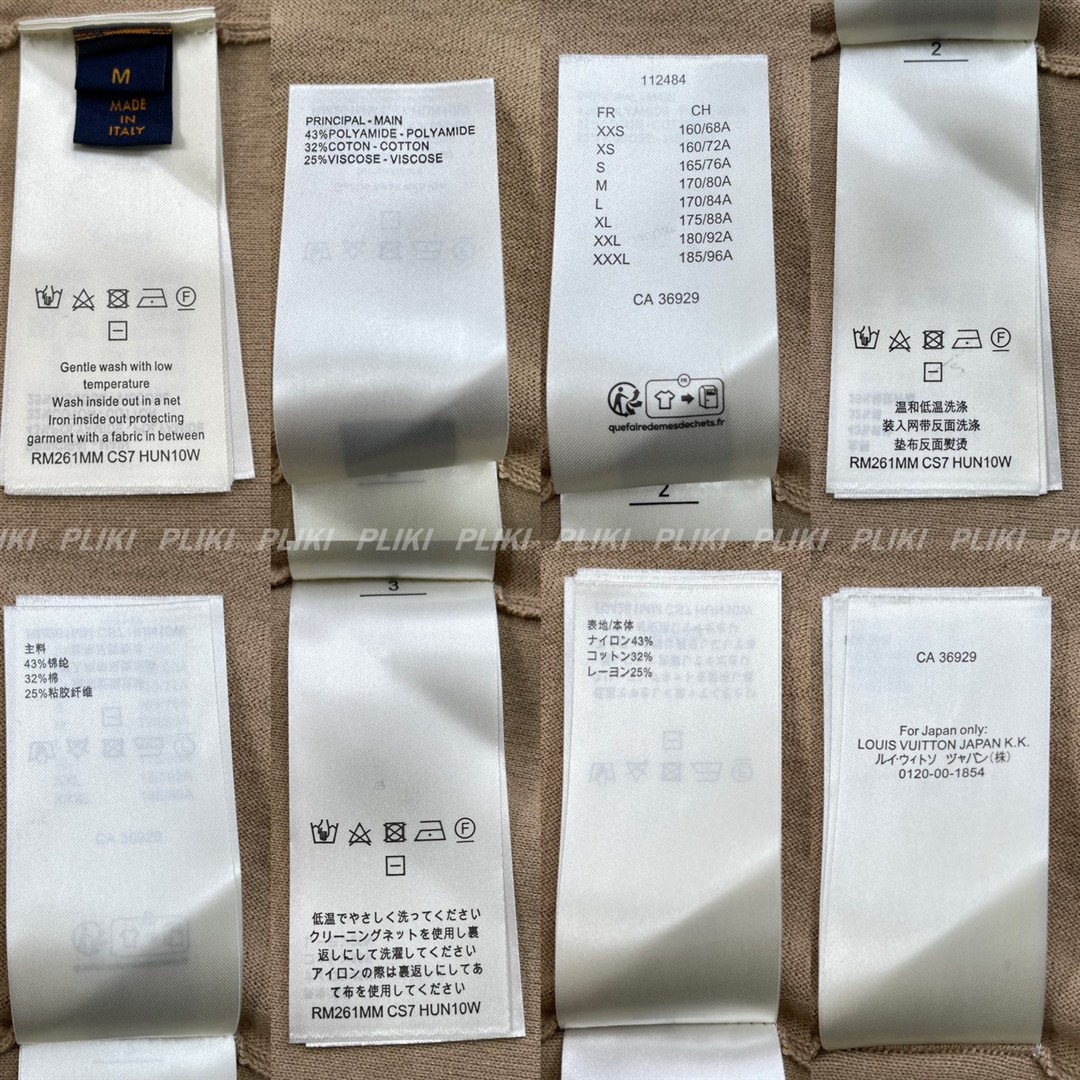 M
MADE
IN
ITALY
Gentle wash with low
temperature
Wash inside out in a net
Iron inside out protecting
garment with a fabric in between
RM261MM CS7 HUN10W
PRINCIPAL - MAIN
43%POLYAMIDE - POLYAMIDE
32%COTON - COTTON
25%VISCOSE - VISCOSE
112484
FR CH
XXS 160/68A
XS 160/72A
S 165/76A
M 170/80A
L 170/84A
XL 175/88A
XXL 180/92A
XXXL 185/96A
CA 36929
FR
quefairedemesdechets.fr
2
2
F
温和低温洗涤
装入网带反面洗涤
垫布反面熨烫
RM261MM CS7 HUN10W
PLIKI PLIKI PLIKI PLIKI PLIKI PLIKI PLIKI PLIKI PLIKI PLIKI
主料
43%锦纶
32%棉
25%粘胶纤维
3
F
低温でやさしく洗ってください
クリーニングネットを使用し裏
返しにして洗濯してください
アイロンの際は裏返しにしてあ
て布を使用してください
RM261MM CS7 HUN10W
表地/本体
ナイロン43%
コットン32%
レーヨン25%
CA 36929
For Japan only:
LOUIS VUITTON JAPAN K.K.
ルイ・ウィトソ ヅャパン(株)
0120-00-1854